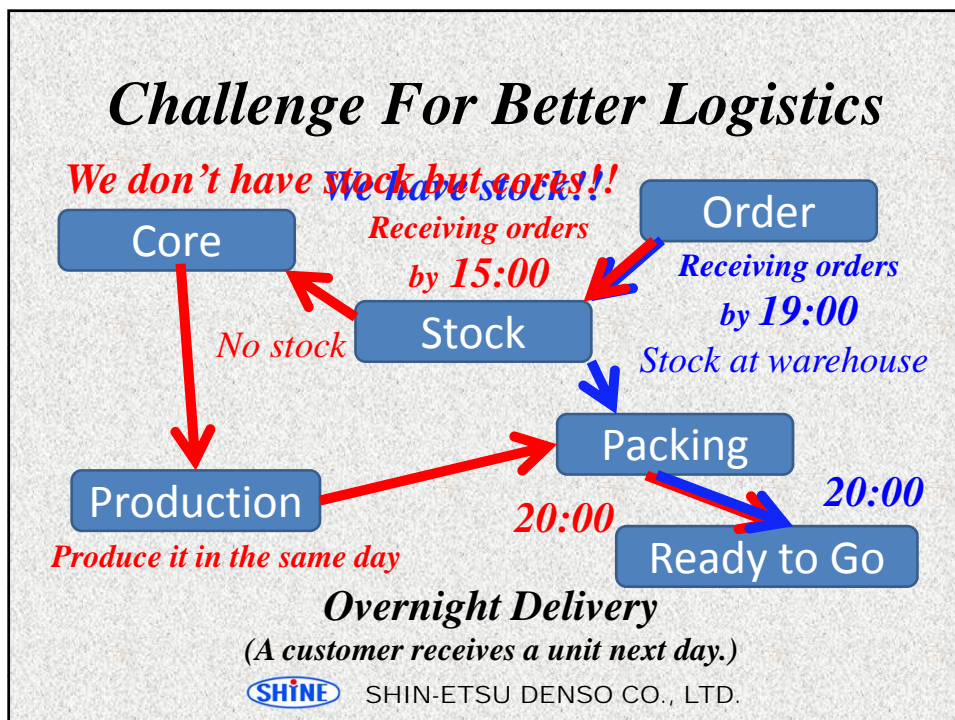 Challenge For Better Logistics
We don't have stock but cores!!
We have stock!!
Order
Core
Receiving orders
by 15:00
Receiving orders
by 19:00
Stock
No stock
Stock at warehouse
Packing
Production
20:00
20:00
Produce it in the same day
Ready to Go
Overnight Delivery
(A customer receives a unit next day.)
SHiNE SHIN-ETSU DENSO CO., LTD.